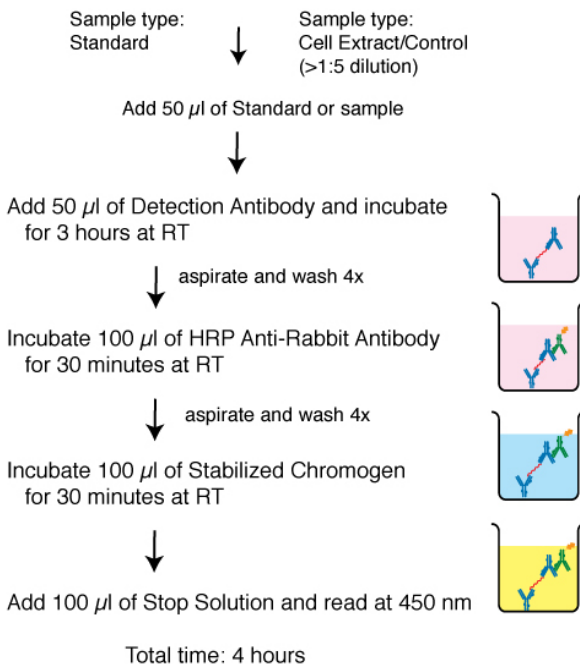 Sample type:
Standard
Sample type:
Cell Extract/Control
(>1:5 dilution)
Add 50 µl of Standard or sample
Add 50 µl of Detection Antibody and incubate
for 3 hours at RT
aspirate and wash 4x
Incubate 100 µl of HRP Anti-Rabbit Antibody
for 30 minutes at RT
aspirate and wash 4x
Incubate 100 µl of Stabilized Chromogen
for 30 minutes at RT
Add 100 µl of Stop Solution and read at 450 nm
Total time: 4 hours